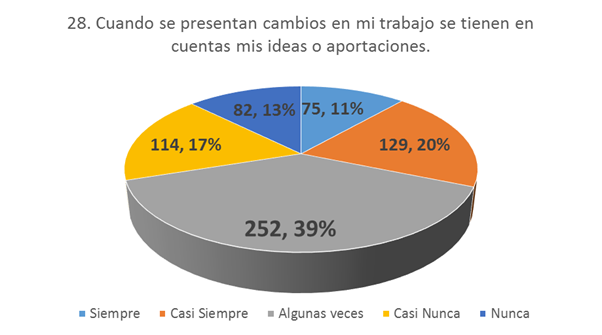 28. Cuando se presentan cambios en mi trabajo se tienen en
cuentas mis ideas o aportaciones.
82, 13%
75, 11%
114, 17%
129, 20%
252, 39%
Siempre
Casi Siempre
Algunas veces
Casi Nunca
Nunca